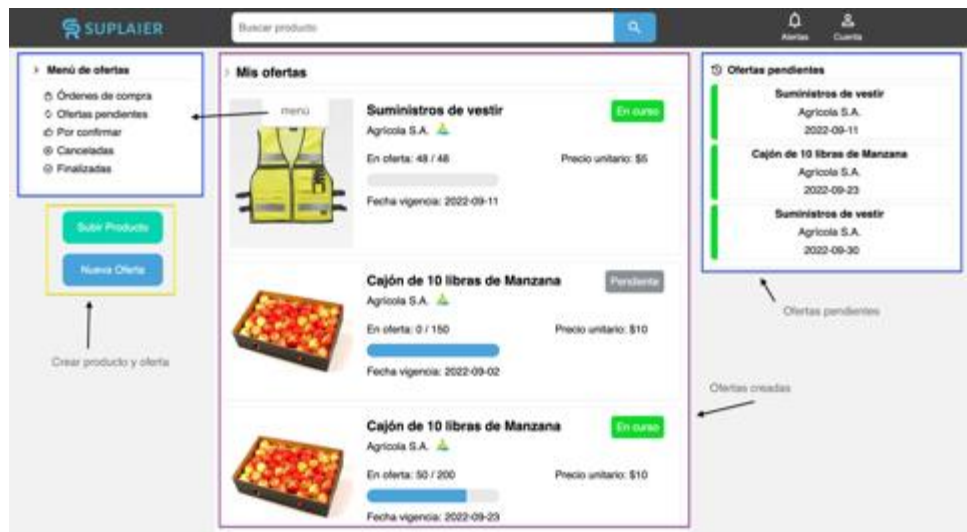 SUPLAIER
Buscar producto
Alertas
Cuenta
Menú de ofertas
Órdenes de compra
Ofertas pendientes
Por confirmar
Canceladas
Finalizadas
Subir Producto
Nueva Oferta
Crear producto y oferta
Mis ofertas
menú
Suministros de vestir
En curso
Agrícola S.A.
En oferta: 48 / 48
Precio unitario: $5
Fecha vigencia: 2022-09-11
Cajón de 10 libras de Manzana
Pendiente
Agrícola S.A.
En oferta: 0 / 150
Precio unitario: $10
Fecha vigencia: 2022-09-02
Cajón de 10 libras de Manzana
En curso
Agrícola S.A.
En oferta: 50 / 200
Precio unitario: $10
Fecha vigencia: 2022-09-23
Ofertas pendientes
Suministros de vestir
Agrícola S.A.
2022-09-11
Cajón de 10 libras de Manzana
Agrícola S.A.
2022-09-23
Suministros de vestir
Agrícola S.A.
2022-09-30
Ofertas pendientes
Ofertas creadas